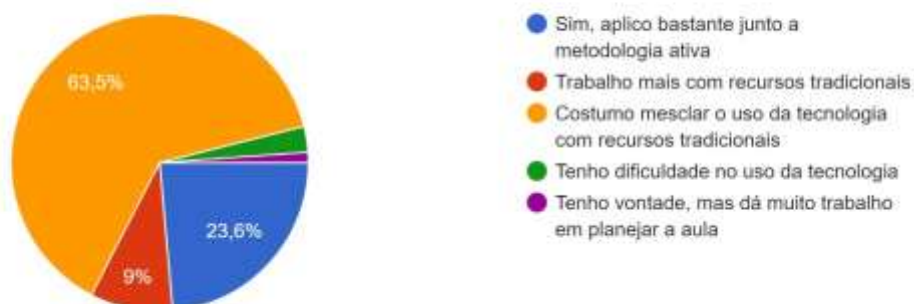 63,5%
23,6%
9%
Sim, aplico bastante junto a
metodologia ativa
Trabalho mais com recursos tradicionais
Costumo mesclar o uso da tecnologia
com recursos tradicionais
Tenho dificuldade no uso da tecnologia
Tenho vontade, mas dá muito trabalho
em planejar a aula